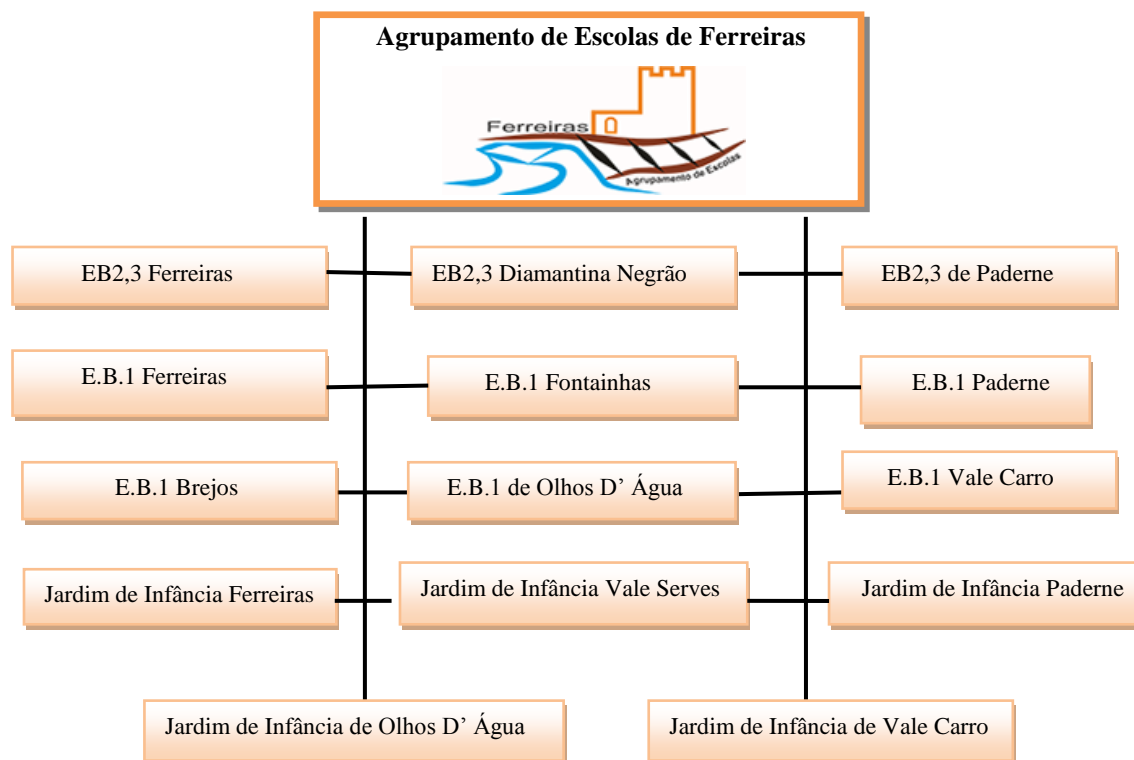 Agrupamento de Escolas de Ferreiras
Ferreiras
Agrupamento de Escolas
EB2,3 Ferreiras
EB2,3 Diamantina Negrão
EB2,3 de Paderne
E.B.1 Ferreiras
E.B.1 Fontainhas
E.B.1 Paderne
E.B.1 Brejos
E.B.1 de Olhos D’ Água
E.B.1 Vale Carro
Jardim de Infância Ferreiras
Jardim de Infância Vale Serves
Jardim de Infância Paderne
Jardim de Infância de Olhos D’ Água
Jardim de Infância de Vale Carro